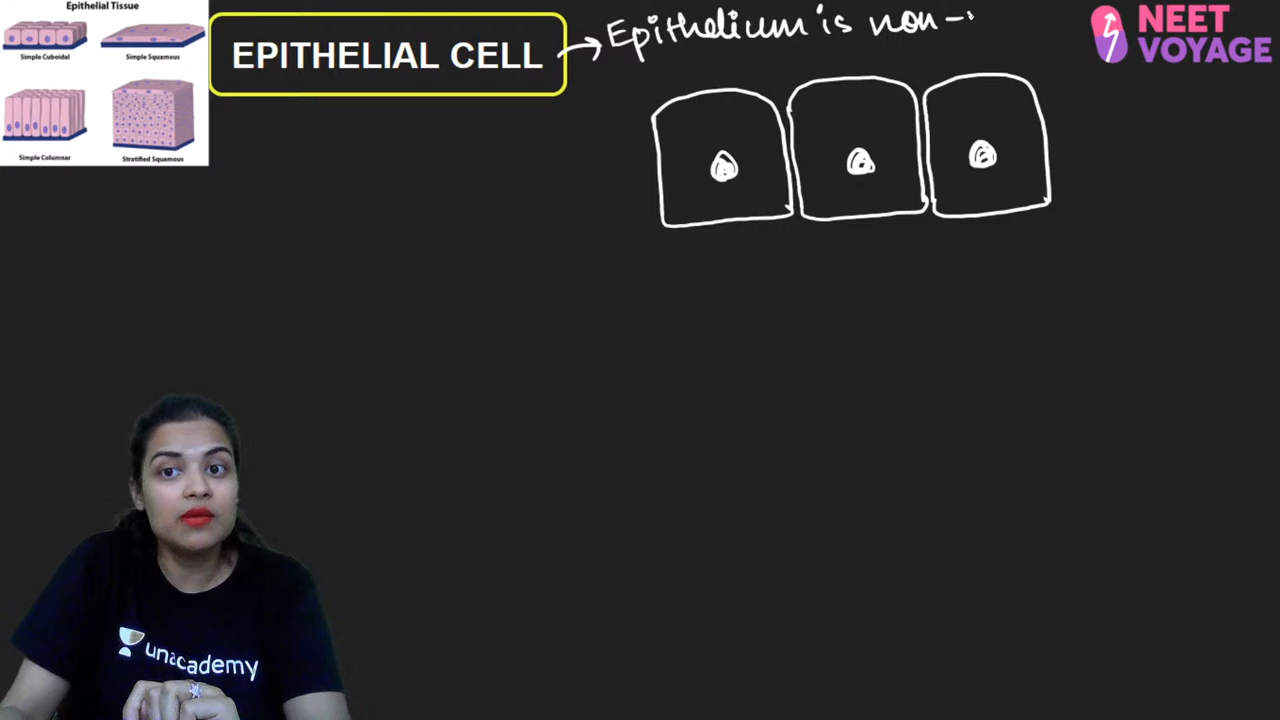 Epithelial Tissue
Simple Cuboidal
Simple Squamous
Simple Columnar
Stratified Squamous
EPITHELIAL CELL
Epithelium is non -
NEET
VOYAGE
unacademy